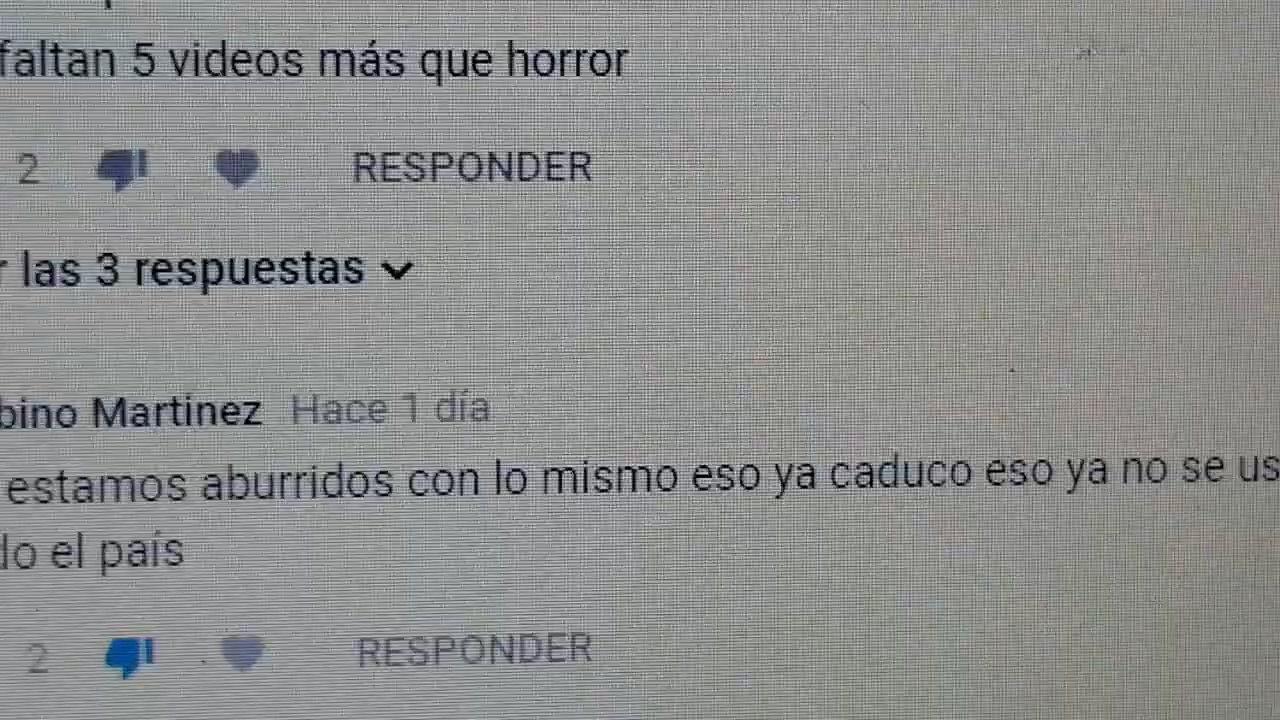 faltan 5 videos más que horror
2 RESPONDER
las 3 respuestas
bino Martinez Hace 1 día
estamos aburridos con lo mismo eso ya caduco eso ya no se us
do el país
2 RESPONDER